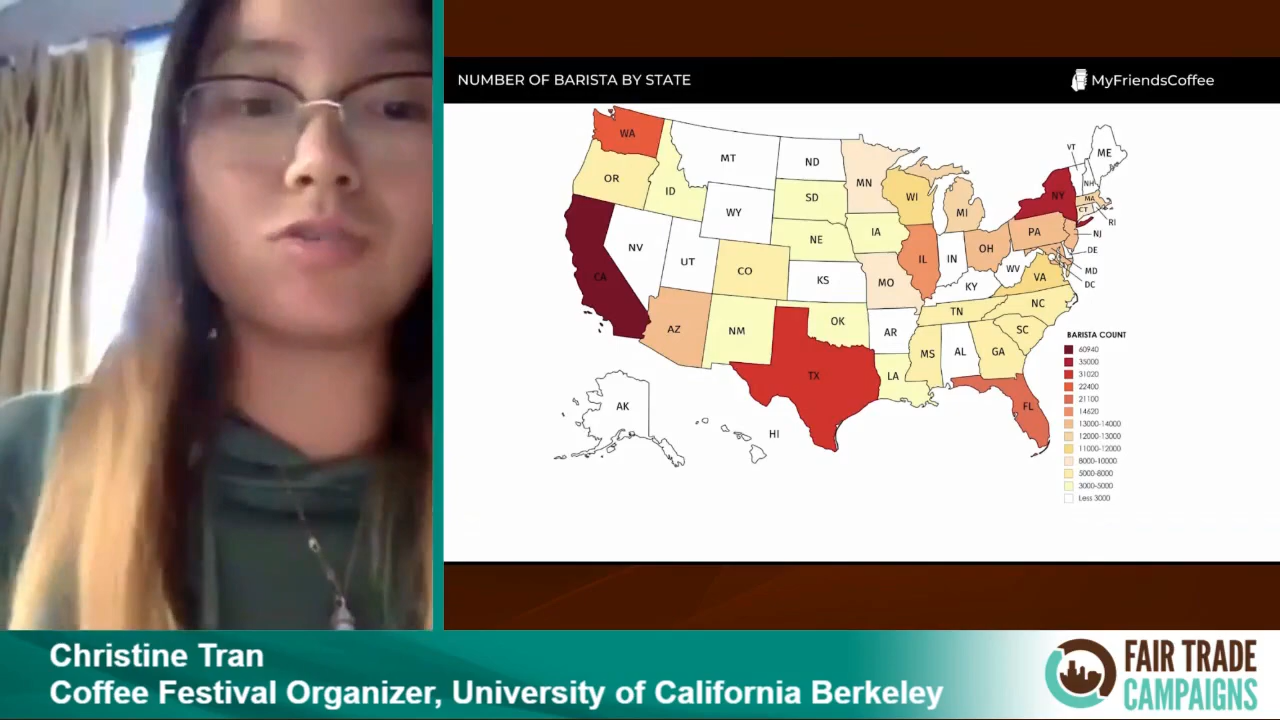 NUMBER OF BARISTA BY STATE
MyFriendsCoffee
WA
MT
ND
MN
VT
ME
OR
ID
SD
WI
MI
NY
NH
MA
CT
RI
WY
NE
IA
PA
NJ
NV
UT
CO
IL
IN
OH
DE
CA
KS
MO
WV
VA
MD
KY
DC
AZ
NM
OK
AR
TN
NC
TX
LA
MS
AL
GA
SC
AK
HI
FL
BARISTA COUNT
60940
35000
31020
22400
21100
14620
13000-14000
12000-13000
11000-12000
8000-10000
5000-8000
3000-5000
Less 3000
Christine Tran
Coffee Festival Organizer, University of California Berkeley
FAIR TRADE
CAMPAIGNS